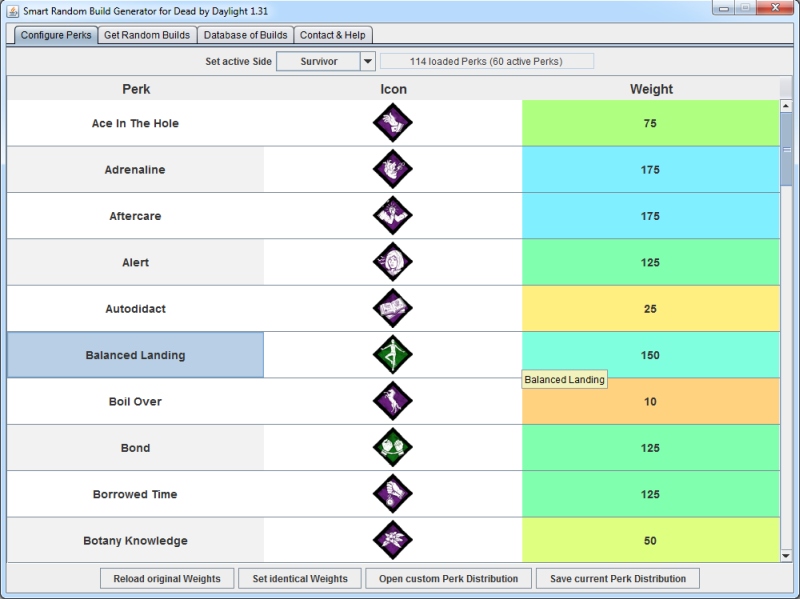 Smart Random Build Generator for Dead by Daylight 1.31
Configure Perks Get Random Builds Database of Builds Contact & Help
Set active Side Survivor 114 loaded Perks (60 active Perks)
Perk Icon Weight
Ace In The Hole 75
Adrenaline 175
Aftercare 175
Alert 125
Autodidact 25
Balanced Landing 150
Balanced Landing
Boil Over 10
Bond 125
Borrowed Time 125
Botany Knowledge 50
Reload original Weights Set identical Weights Open custom Perk Distribution Save current Perk Distribution